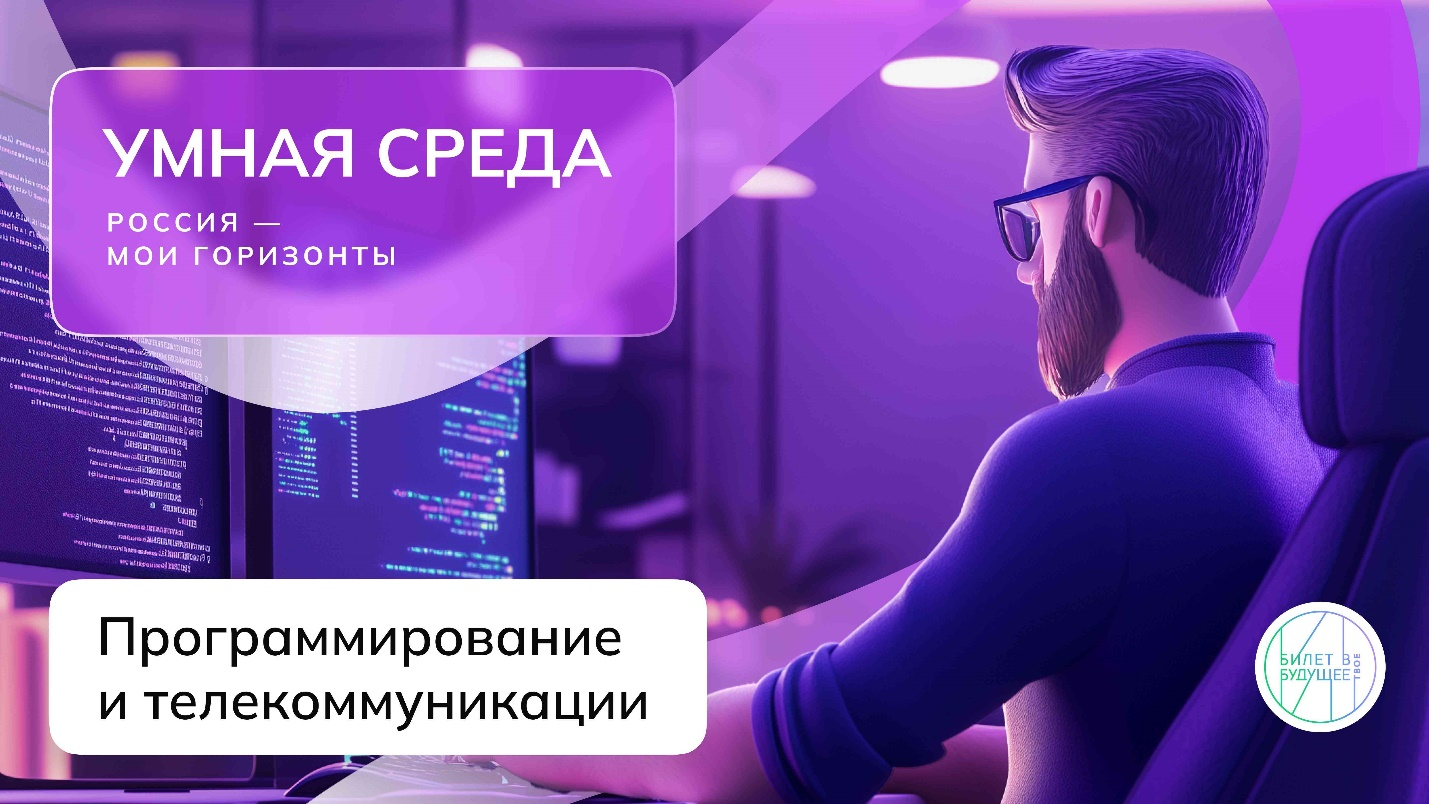 УМНАЯ СРЕДА
РОССИЯ —
МОИ ГОРИЗОНТЫ
Программирование
и телекоммуникации
БИЛЕТ В
БУДУЩЕЕ
ТВОЕ